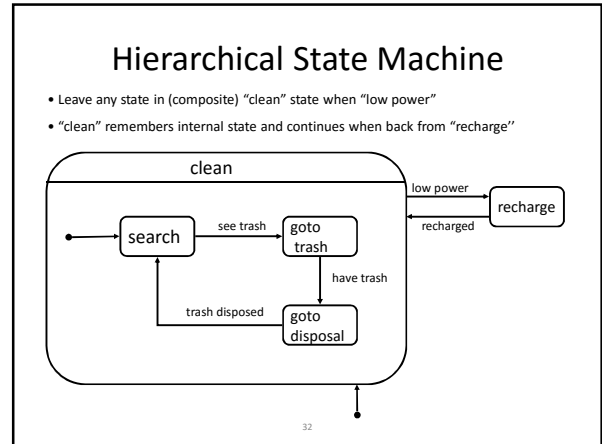 Hierarchical State Machine
• Leave any state in (composite) “clean” state when “low power”
• “clean” remembers internal state and continues when back from “recharge’’
clean
low power
recharge
recharged
search
see trash
goto
trash
have trash
trash disposed
goto
disposal
32